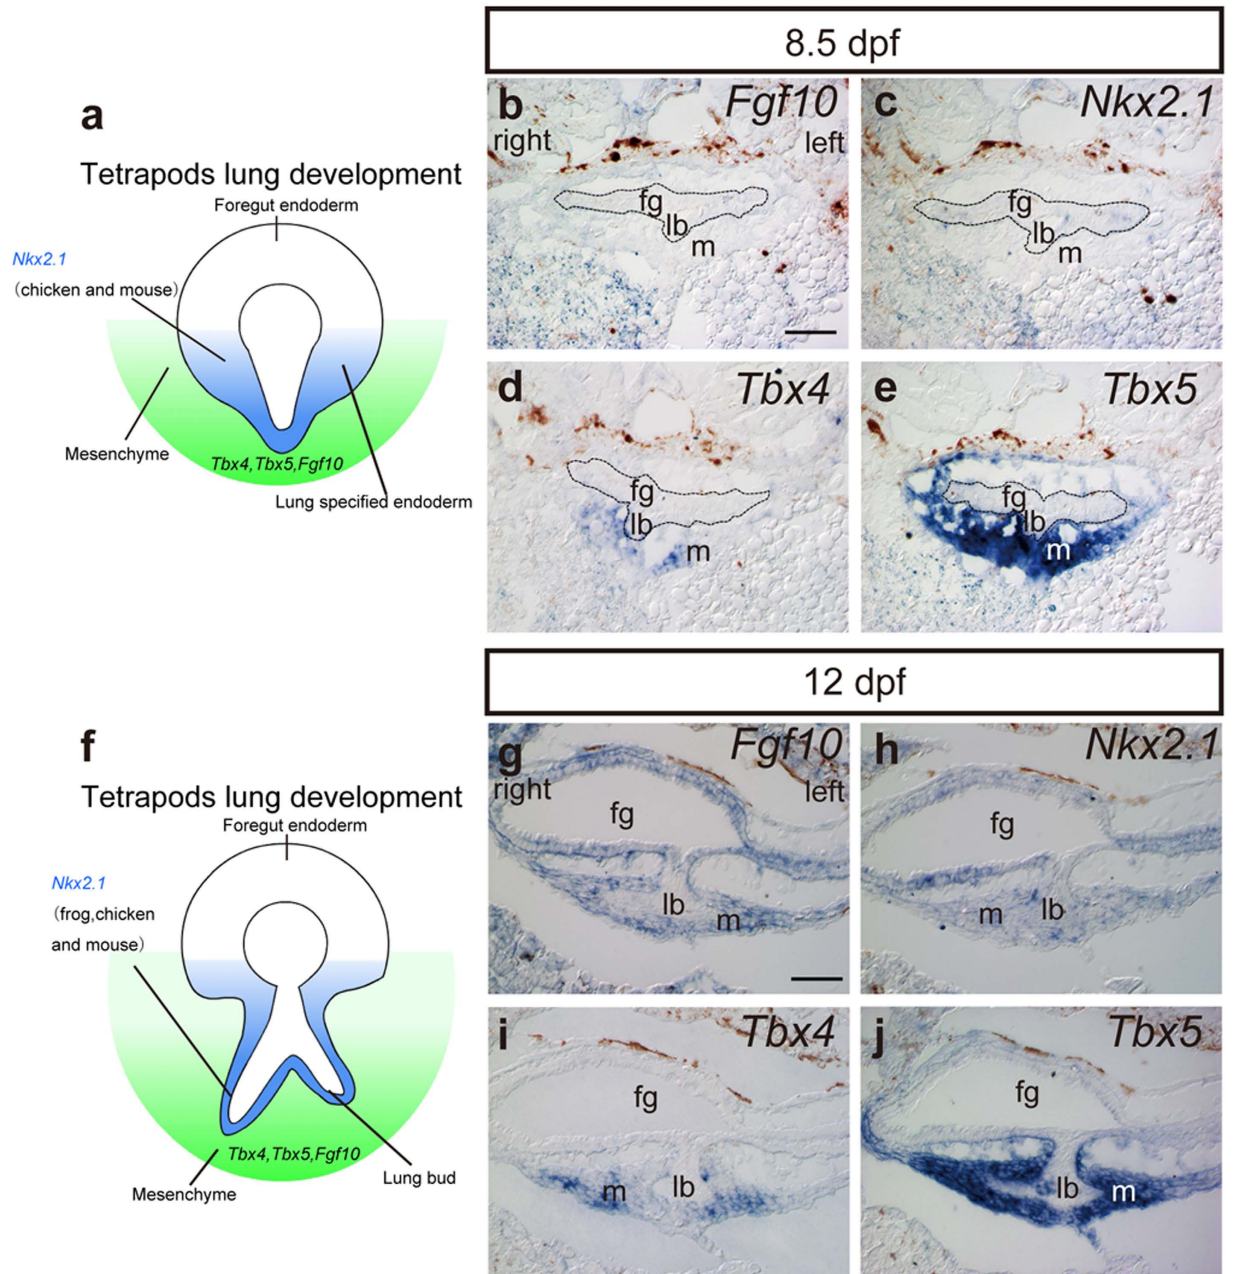 a
Tetrapods lung development
Foregut endoderm
Nkx2.1
(chicken and mouse)
Mesenchyme
Tbx4,Tbx5,Fgf10
Lung specified endoderm
8.5 dpf
b
Fgf10
right
left
fg
lb
m
c
Nkx2.1
fg
lb
m
d
Tbx4
fg
lb
m
e
Tbx5
fg
lb
m
f
Tetrapods lung development
Foregut endoderm
Nkx2.1
(frog,chicken
and mouse)
Tbx4,Tbx5,Fgf10
Mesenchyme
Lung bud
12 dpf
g
Fgf10
right
left
fg
lb
m
h
Nkx2.1
fg
m
lb
i
Tbx4
fg
m
lb
j
Tbx5
fg
lb
m